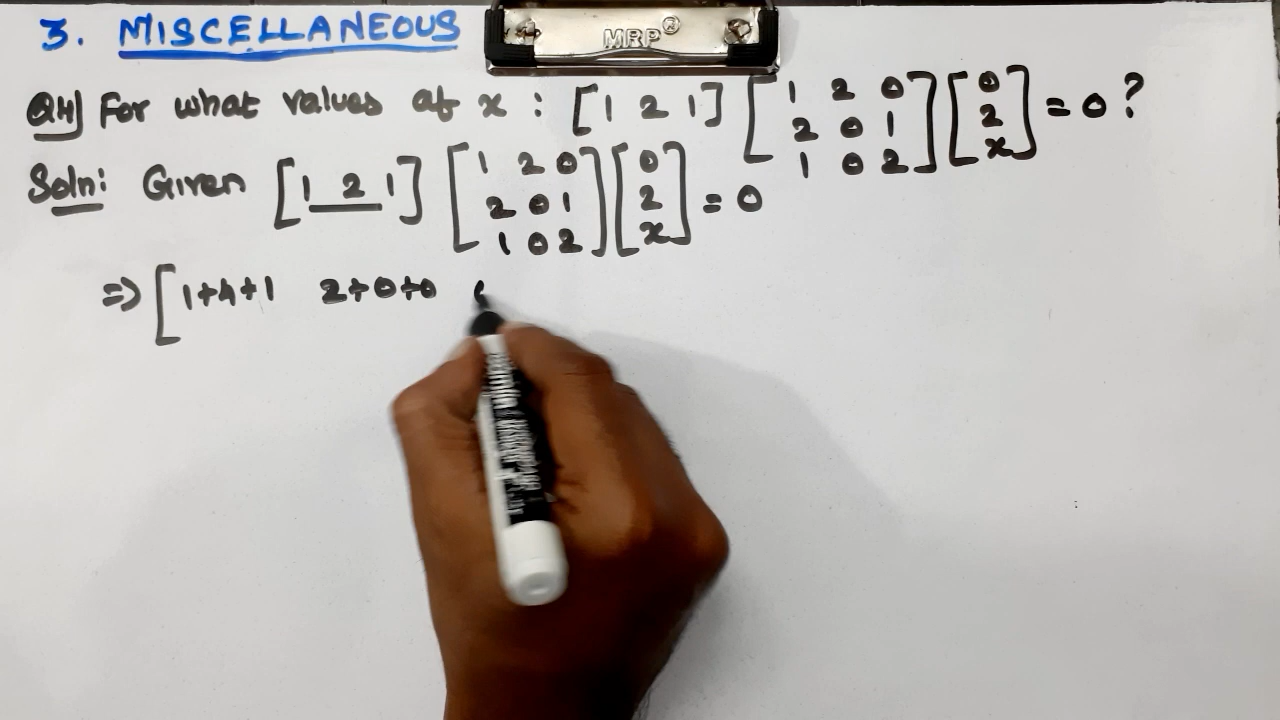 3. MISCELLANEOUS
MRP®
Q4] For what values of x : [1 2 1] [1 2 0 [0
2 0 1 2
1 0 2] x] = 0 ?
Soln: Given [1 2 1] [1 2 0 [0
2 0 1 2
1 0 2] x] = 0
=> [1+4+1 2+0+0